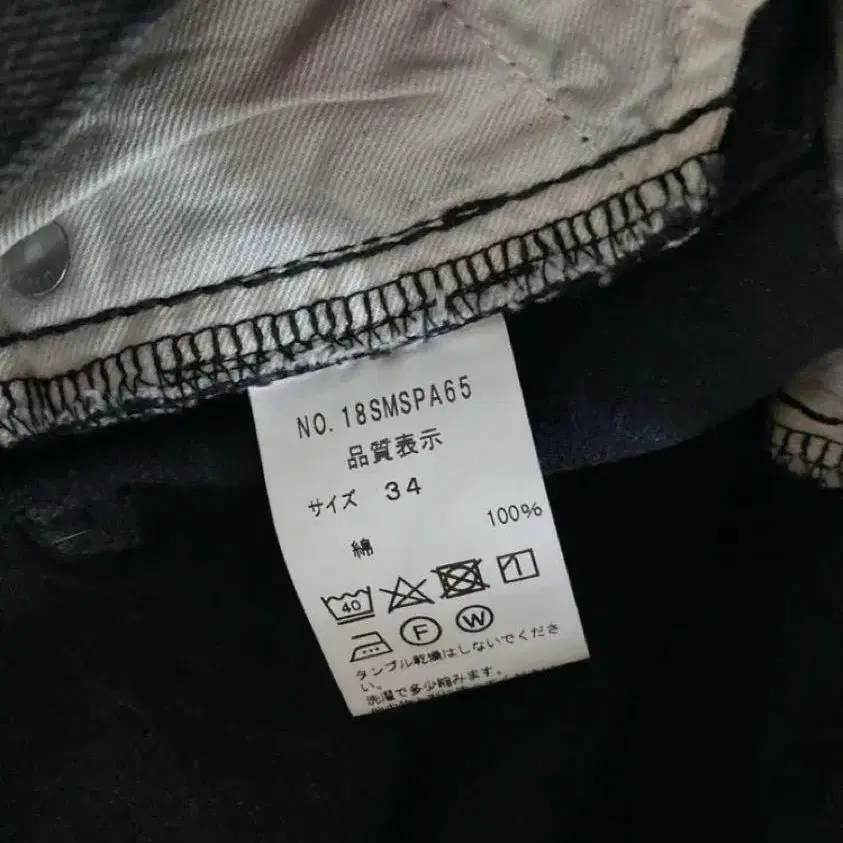 NO. 18SMSPA65
品質表示
サイズ 34
綿 100%
40
F W
タンブル乾燥はしないでくださ
い。
洗濯で多少縮みます。